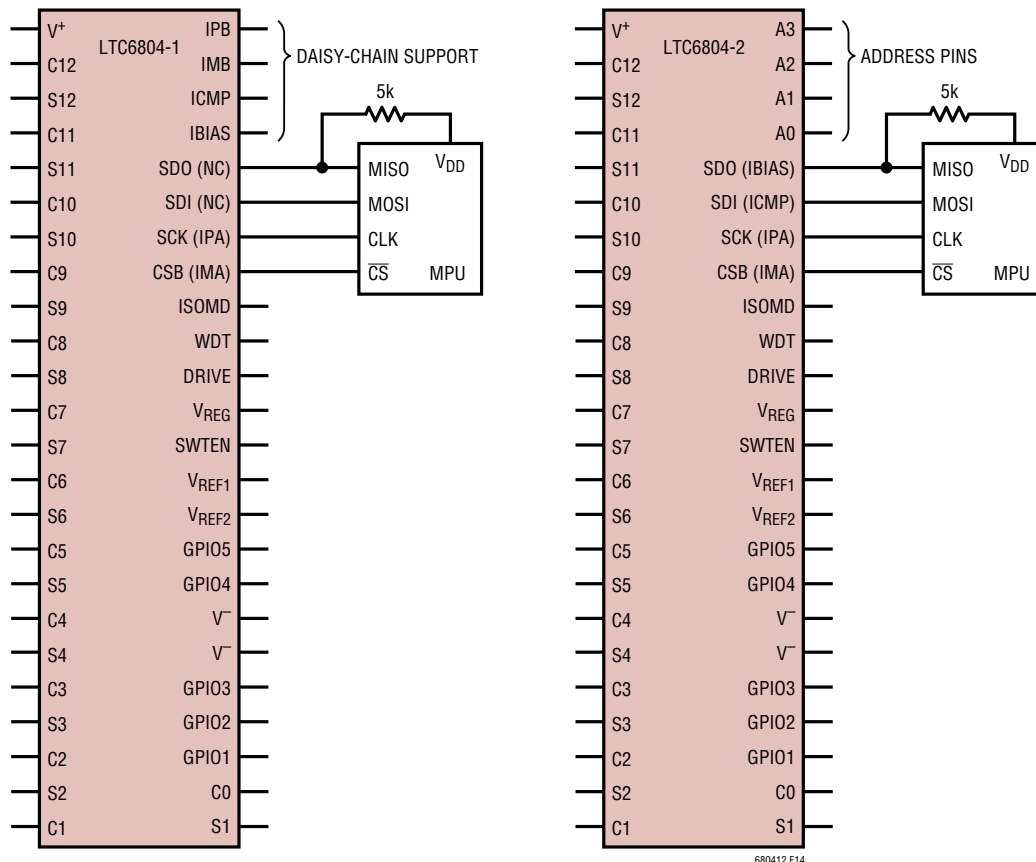 LTC6804-1
V+
C12
S12
C11
S11
C10
S10
C9
S9
C8
S8
C7
S7
C6
S6
C5
S5
C4
S4
C3
S3
C2
S2
C1
IPB
IMB
ICMP
IBIAS
SDO (NC)
SDI (NC)
SCK (IPA)
CSB (IMA)
ISOMD
WDT
DRIVE
VREG
SWTEN
VREF1
VREF2
GPIO5
GPIO4
V–
V–
GPIO3
GPIO2
GPIO1
C0
S1
DAISY-CHAIN SUPPORT
5k
MISO
VDD
MOSI
CLK
CS
MPU
LTC6804-2
V+
C12
S12
C11
S11
C10
S10
C9
S9
C8
S8
C7
S7
C6
S6
C5
S5
C4
S4
C3
S3
C2
S2
C1
A3
A2
A1
A0
SDO (IBIAS)
SDI (ICMP)
SCK (IPA)
CSB (IMA)
ISOMD
WDT
DRIVE
VREG
SWTEN
VREF1
VREF2
GPIO5
GPIO4
V–
V–
GPIO3
GPIO2
GPIO1
C0
S1
ADDRESS PINS
5k
MISO
VDD
MOSI
CLK
CS
MPU
680412 F14